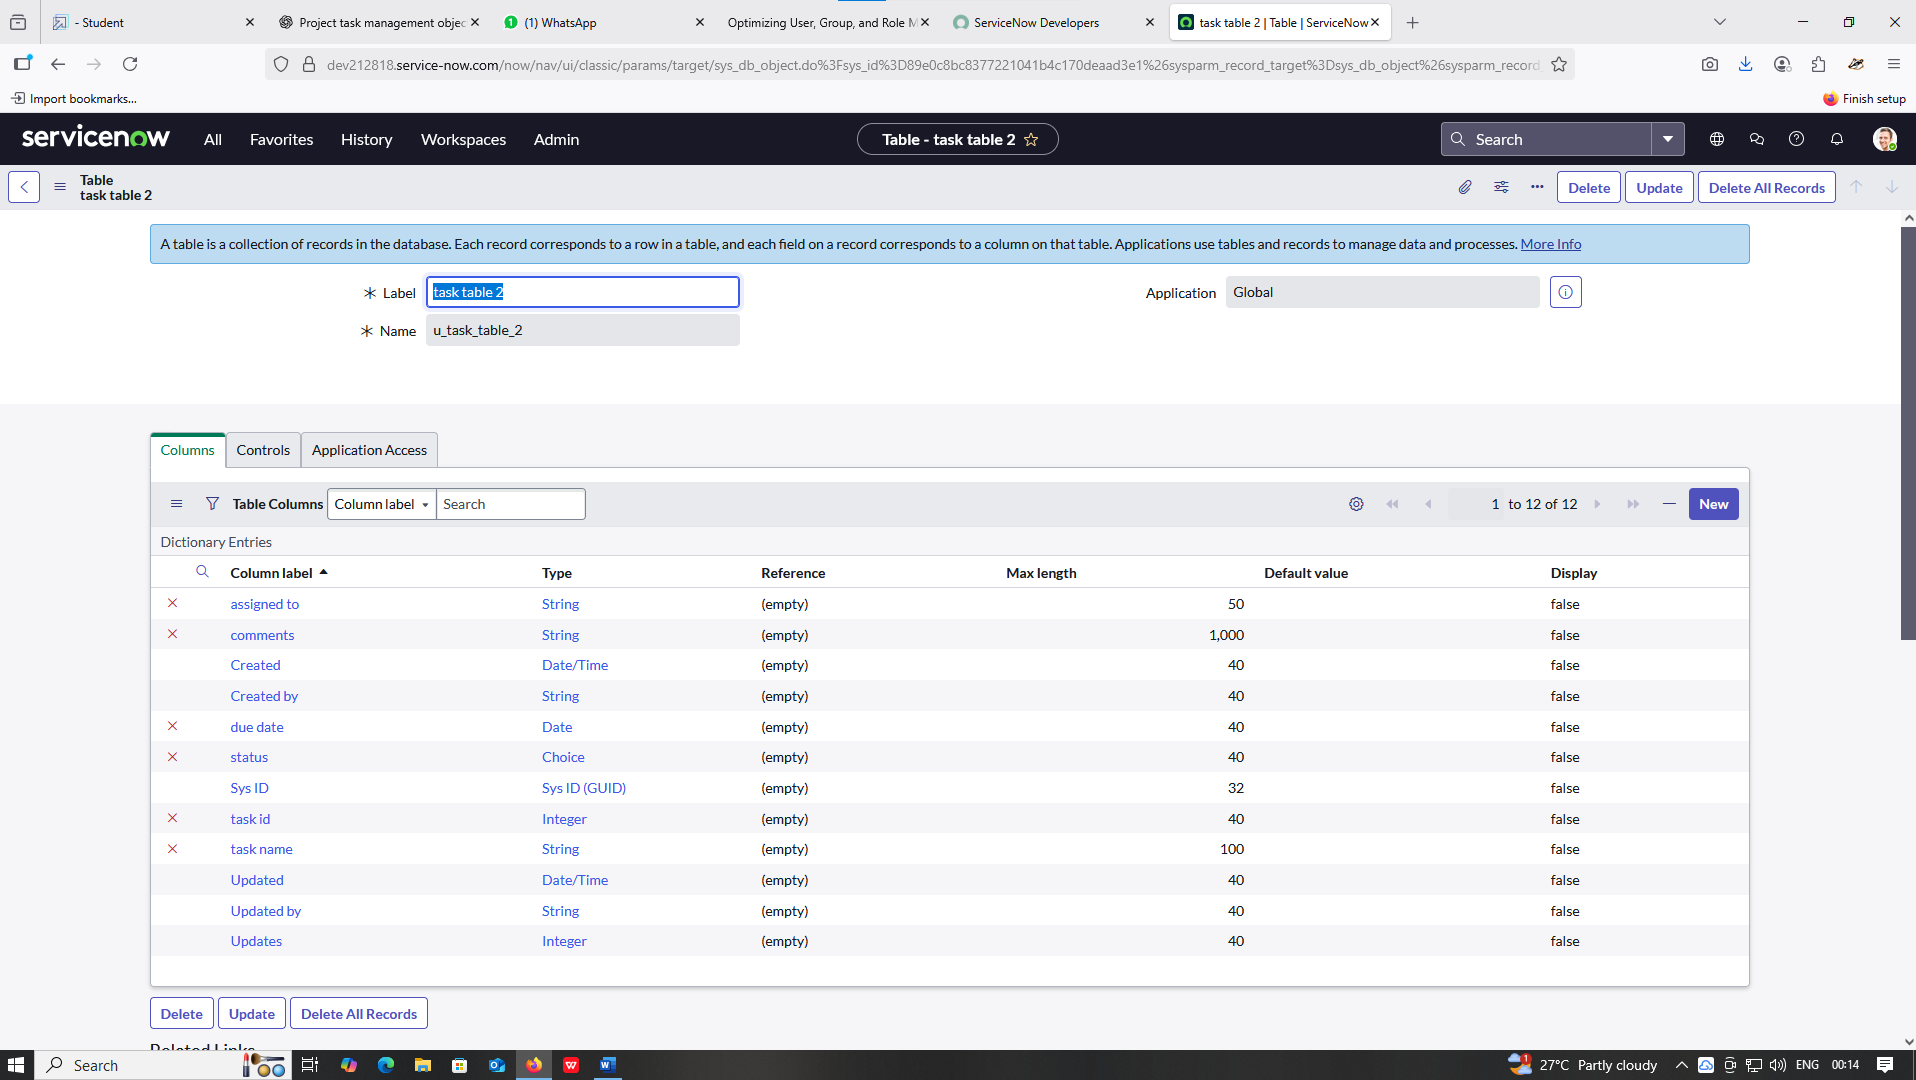 - Student
Project task management objec
(1) WhatsApp
Optimizing User, Group, and Role M
ServiceNow Developers
task table 2 | Table | ServiceNow
dev212818.service-now.com/now/nav/ui/classic/params/target/sys_db_object.do%3Fsys_id%3D89e0c8bc8377221041b4c170deaad3e1%26sysparm_record_target%3Dsys_db_object%26sysparm_record_
Import bookmarks...
Finish setup
servicenow
All
Favorites
History
Workspaces
Admin
Table - task table 2
Search
Table
task table 2
Delete
Update
Delete All Records
A table is a collection of records in the database. Each record corresponds to a row in a table, and each field on a record corresponds to a column on that table. Applications use tables and records to manage data and processes. More Info
Label
task table 2
Application
Global
Name
u_task_table_2
Columns
Controls
Application Access
Table Columns
Column label
Search
1 to 12 of 12
New
Dictionary Entries
Column label Type Reference Max length Default value Display
assigned to String (empty) 50 false
comments String (empty) 1,000 false
Created Date/Time (empty) 40 false
Created by String (empty) 40 false
due date Date (empty) 40 false
status Choice (empty) 40 false
Sys ID Sys ID (GUID) (empty) 32 false
task id Integer (empty) 40 false
task name String (empty) 100 false
Updated Date/Time (empty) 40 false
Updated by String (empty) 40 false
Updates Integer (empty) 40 false
Delete
Update
Delete All Records
Related Links
Search
1
27°C Partly cloudy
ENG
00:14